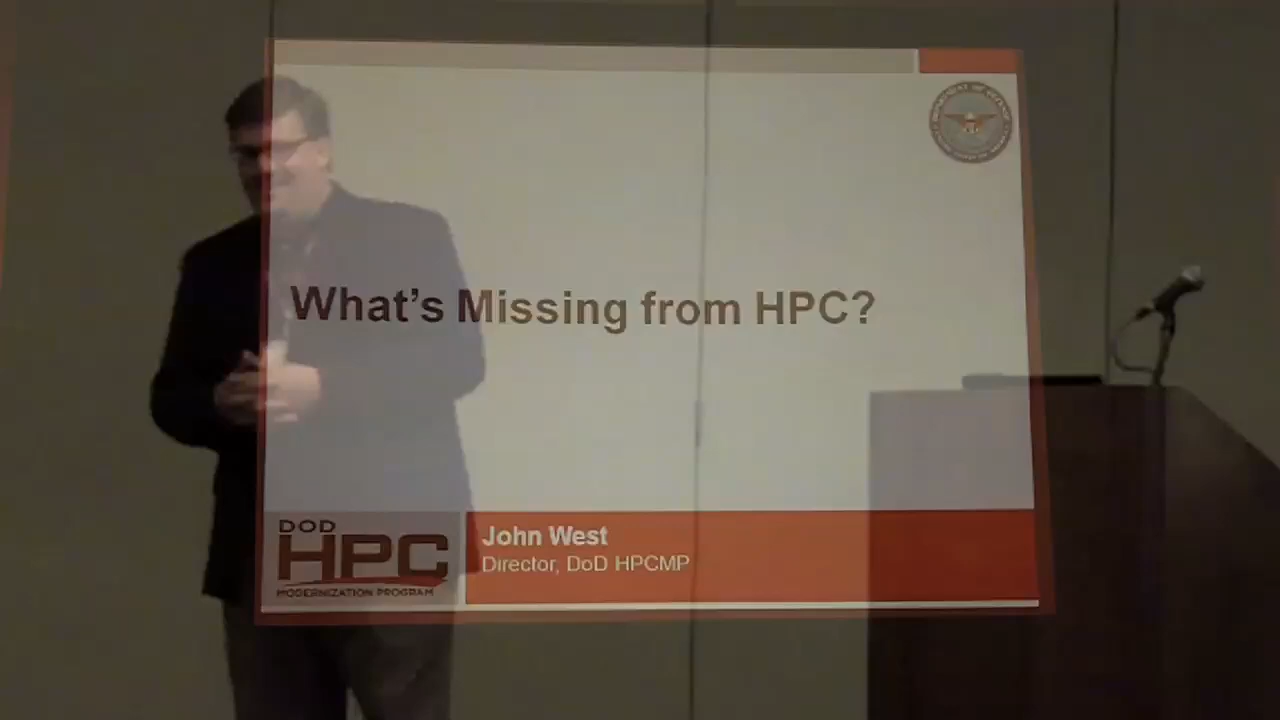 What's Missing from HPC?
DOD
HPC
MODERNIZATION PROGRAM
John West
Director, DoD HPCMP